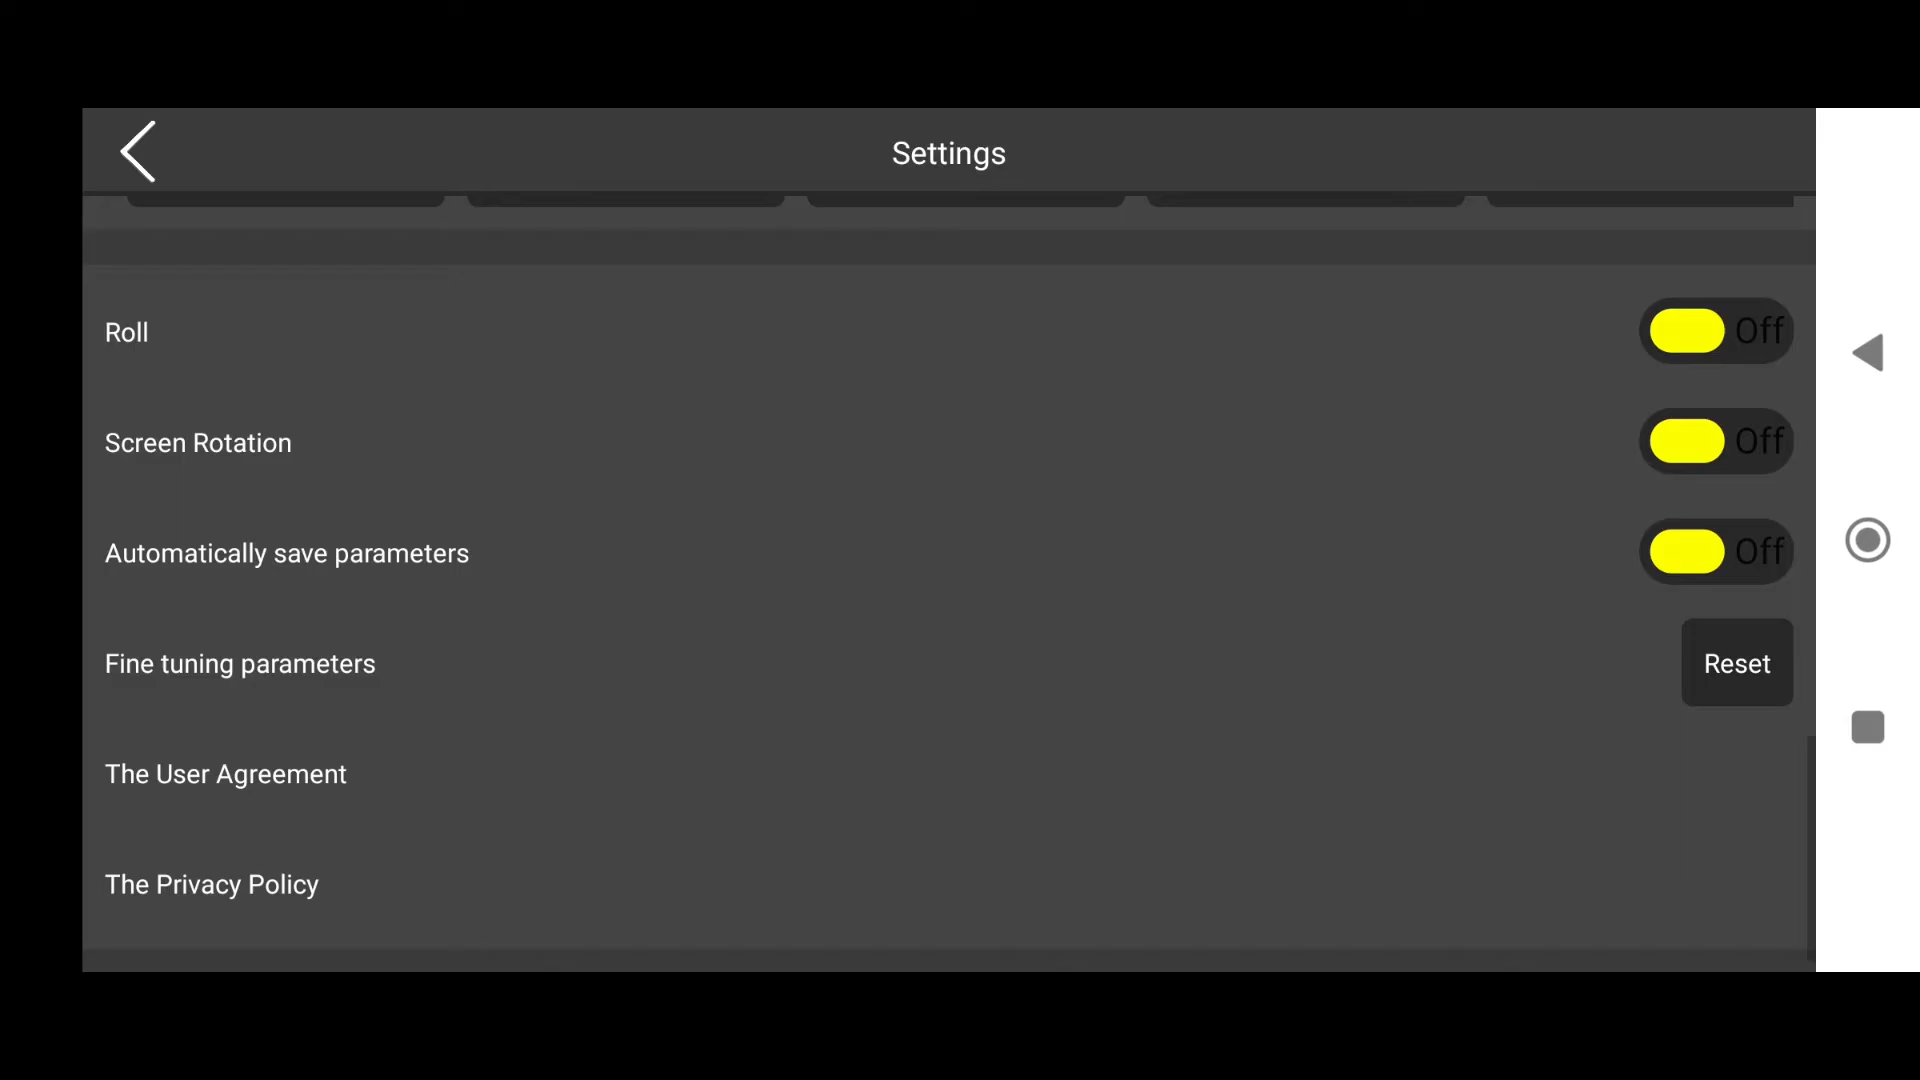 Settings
Roll
Off
Screen Rotation
Off
Automatically save parameters
Off
Fine tuning parameters
Reset
The User Agreement
The Privacy Policy